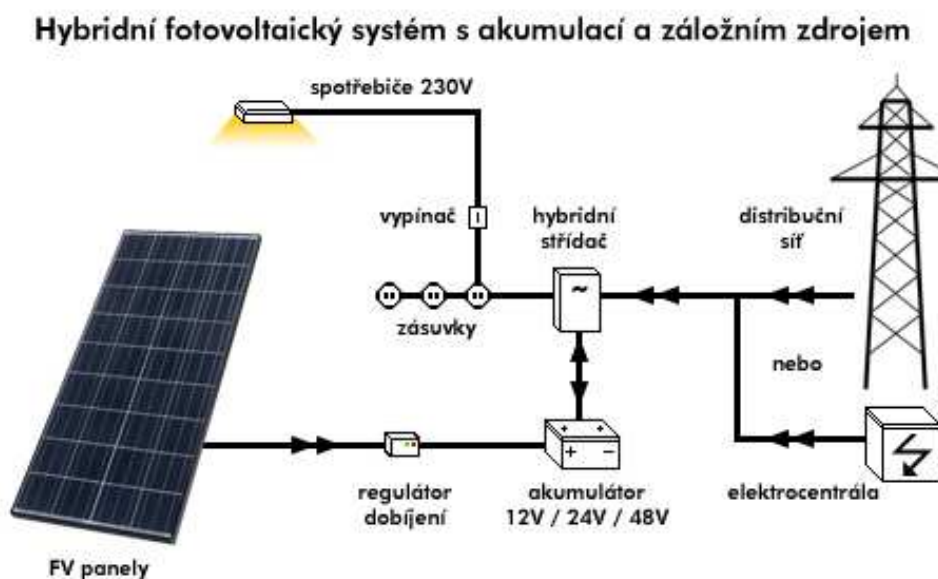 Hybridní fotovoltaický systém s akumulací a záložním zdrojem
spotřebiče 230V
vypínač
hybridní
střídač
distribuční
síť
zásuvky
nebo
regulátor
dobíjení
akumulátor
12V / 24V / 48V
elektrocentrála
FV panely